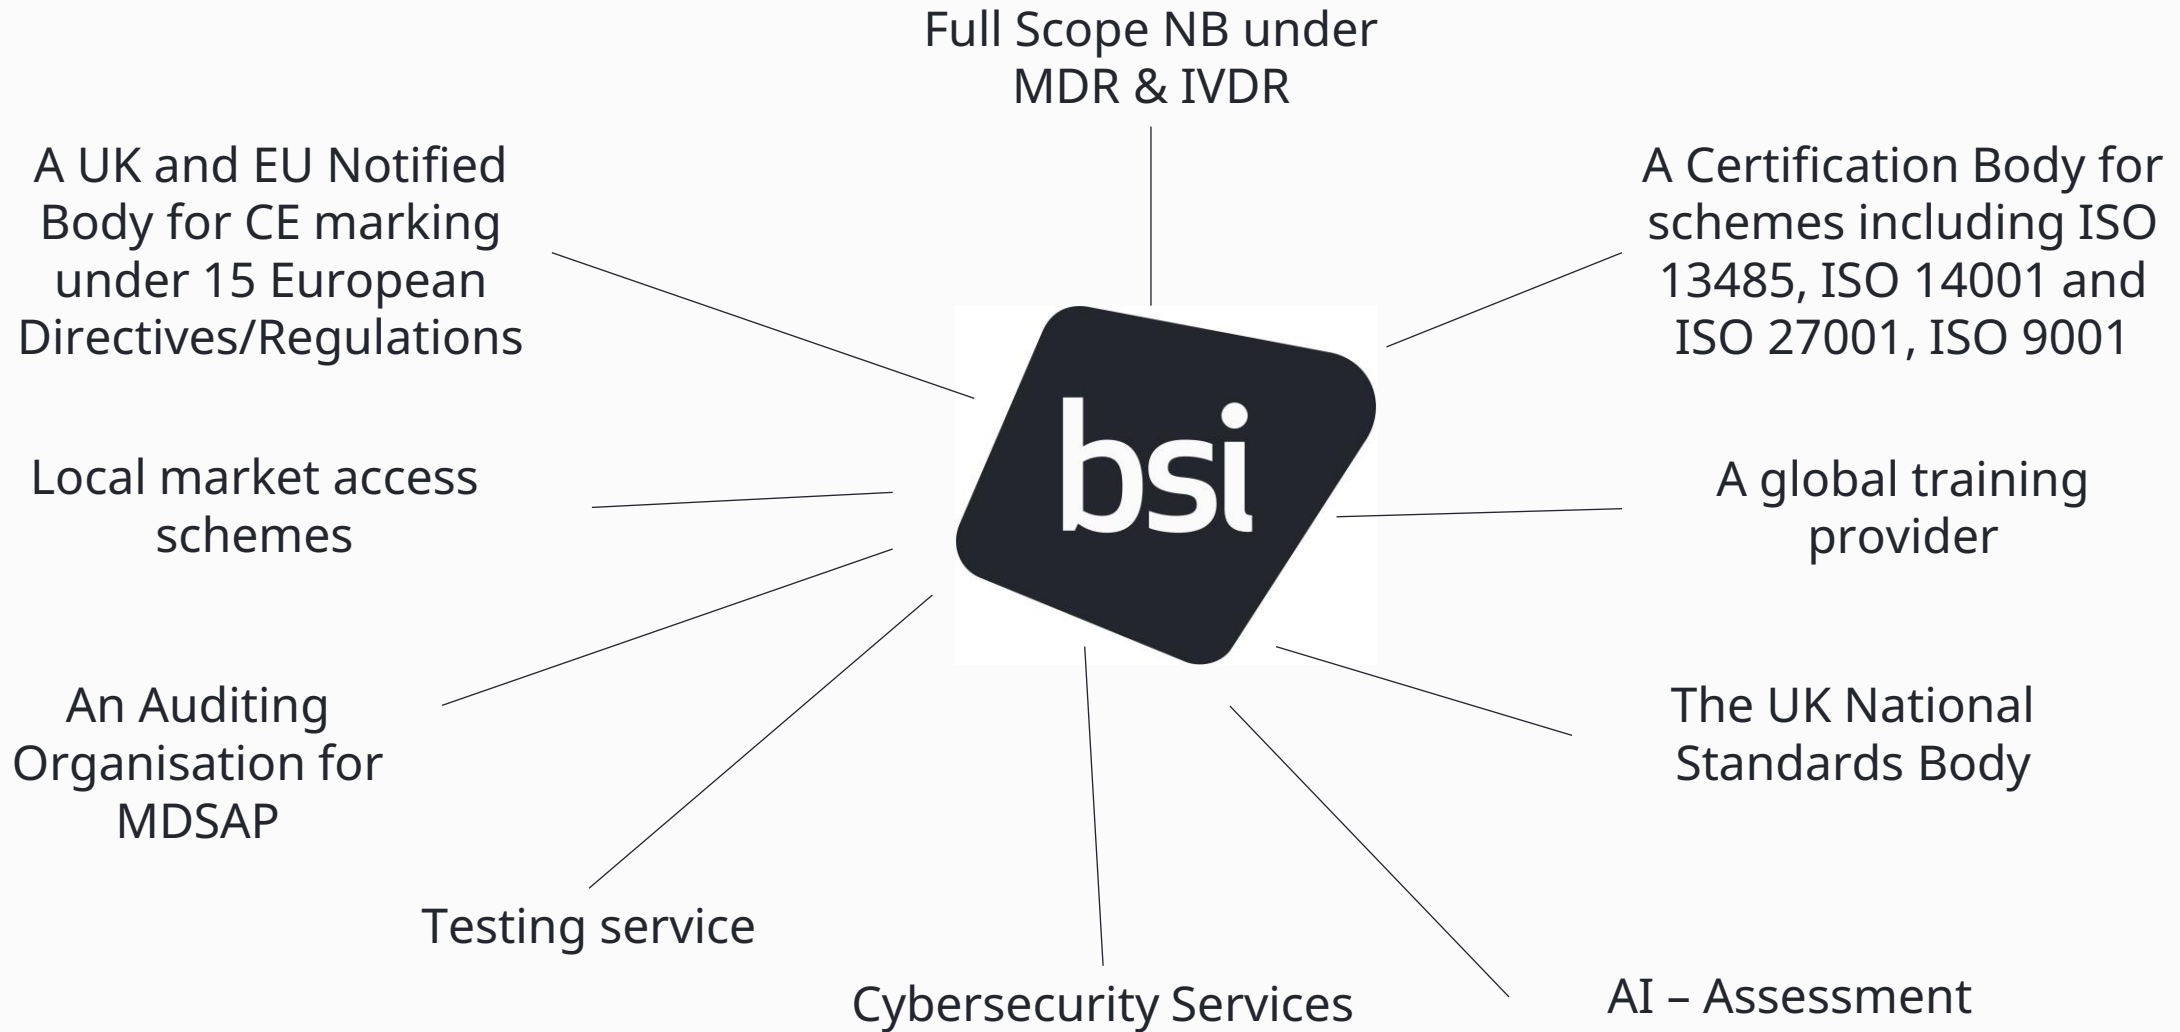 Full Scope NB under
MDR & IVDR
A UK and EU Notified
Body for CE marking
under 15 European
Directives/Regulations
A Certification Body for
schemes including ISO
13485, ISO 14001 and
ISO 27001, ISO 9001
bsi
Local market access
schemes
A global training
provider
An Auditing
Organisation for
MDSAP
The UK National
Standards Body
Testing service
Cybersecurity Services
AI – Assessment